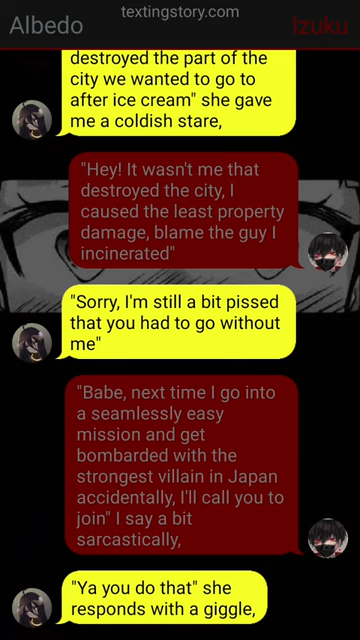 textingstory.com
Albedo
Izuku
destroyed the part of the
city we wanted to go to
after ice cream" she gave
me a coldish stare,
"Hey! It wasn't me that
destroyed the city, I
caused the least property
damage, blame the guy I
incinerated"
"Sorry, I'm still a bit pissed
that you had to go without
me"
"Babe, next time I go into
a seamlessly easy
mission and get
bombarded with the
strongest villain in Japan
accidentally, I'll call you to
join" I say a bit
sarcastically,
"Ya you do that" she
responds with a giggle,